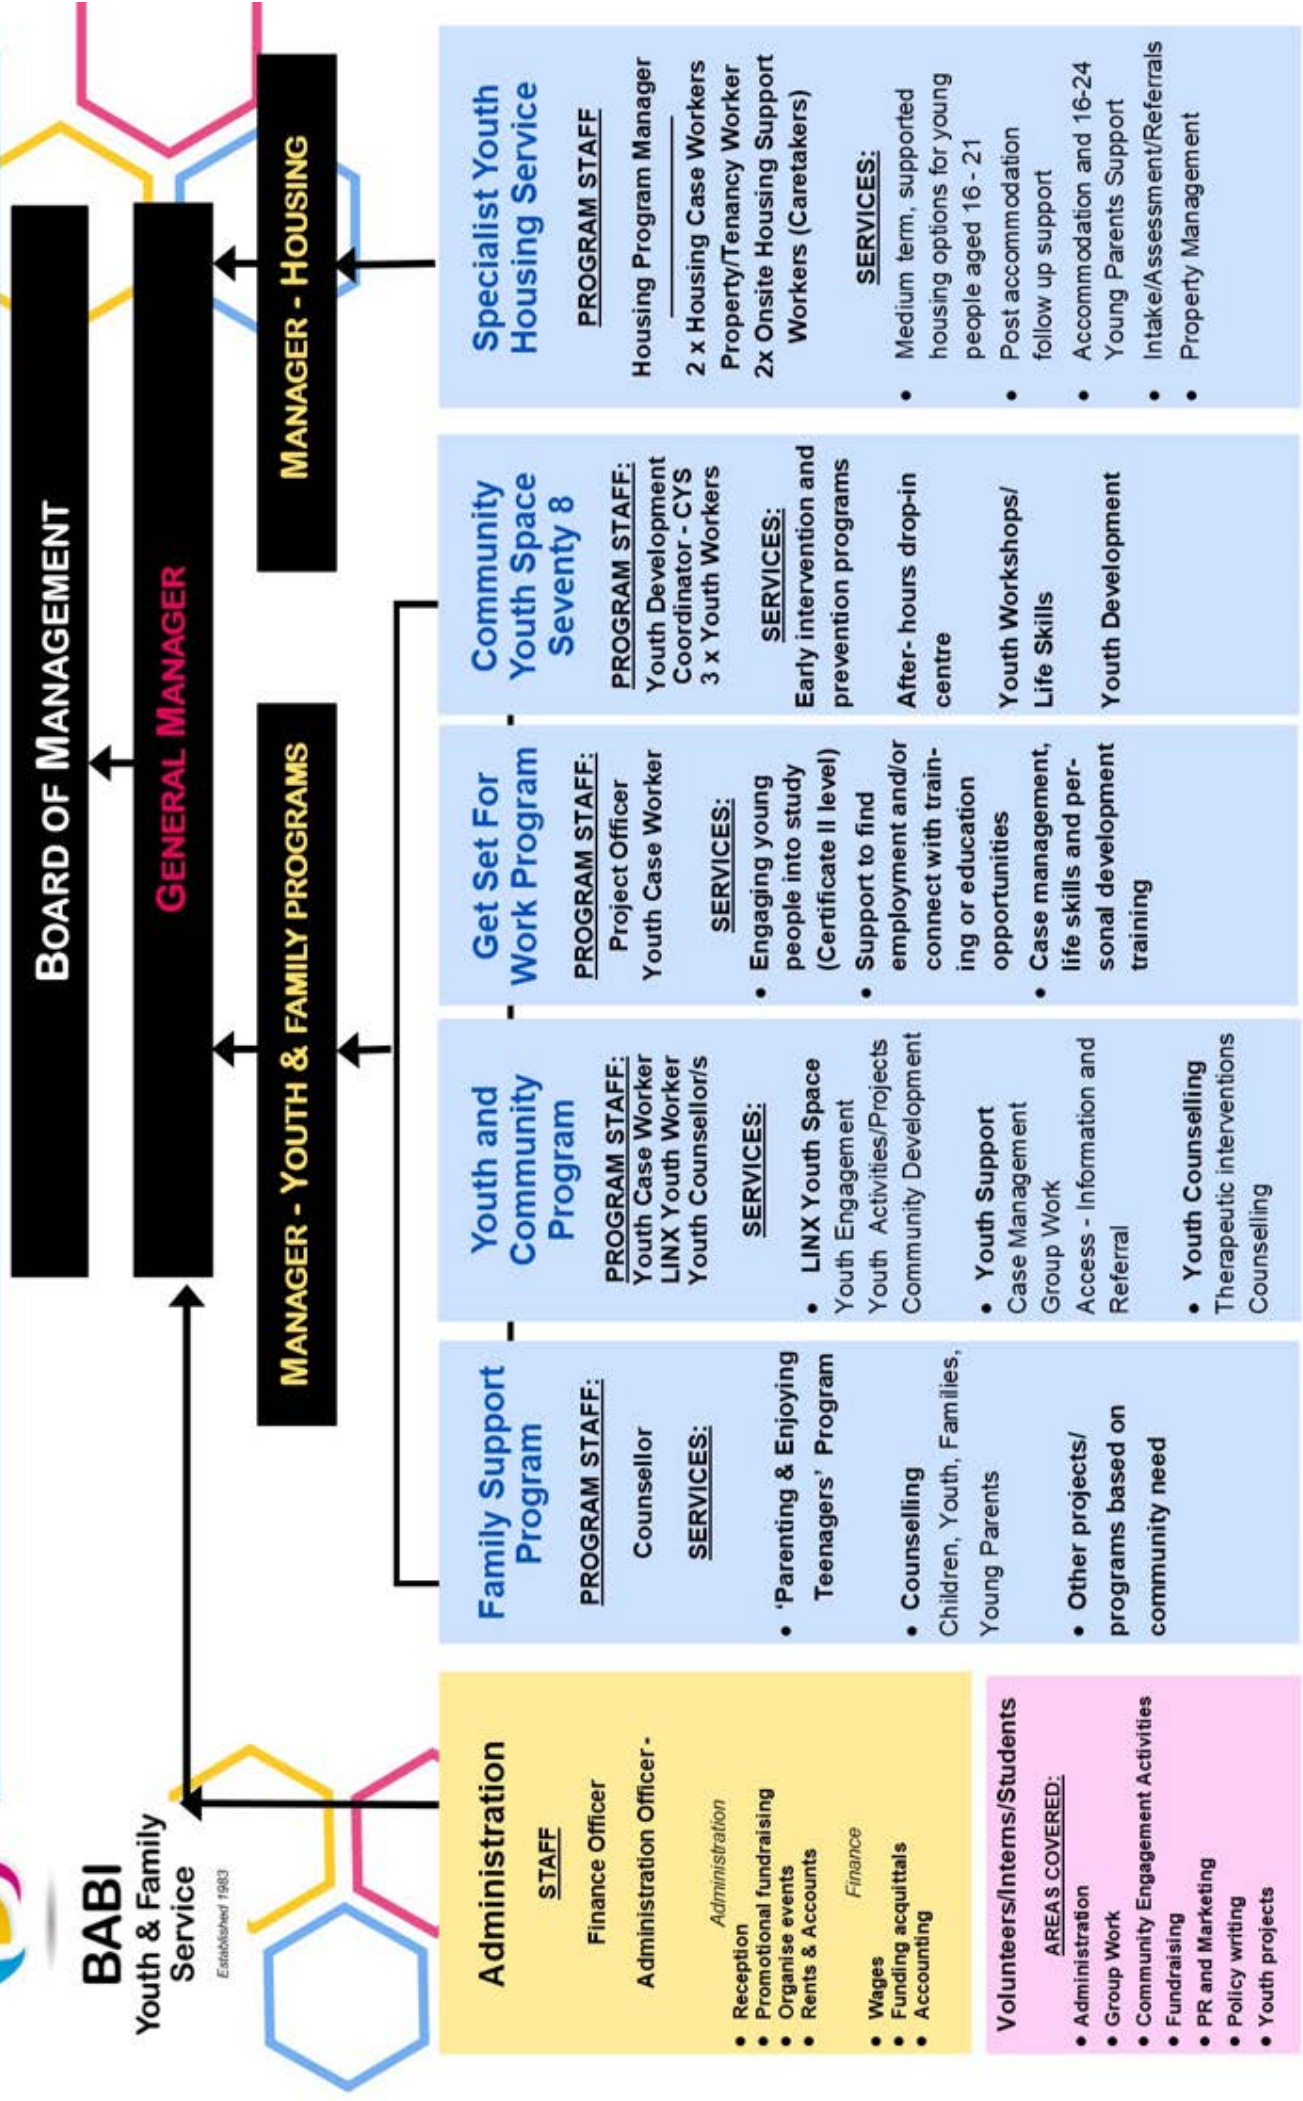 BABI
Youth & Family
Service
Established 1983
BOARD OF MANAGEMENT
GENERAL MANAGER
MANAGER - YOUTH & FAMILY PROGRAMS
MANAGER - HOUSING
Administration
STAFF
Finance Officer
Administration Officer -
Administration
• Reception
• Promotional fundraising
• Organise events
• Rents & Accounts
Finance
• Wages
• Funding acquittals
• Accounting
Volunteers/Interns/Students
AREAS COVERED:
• Administration
• Group Work
• Community Engagement Activities
• Fundraising
• PR and Marketing
• Policy writing
• Youth projects
Family Support
Program
PROGRAM STAFF:
Counsellor
SERVICES:
• ‘Parenting & Enjoying
Teenagers’ Program
• Counselling
Children, Youth, Families,
Young Parents
• Other projects/
programs based on
community need
Youth and
Community
Program
PROGRAM STAFF:
Youth Case Worker
LINX Youth Worker
Youth Counsellor/s
SERVICES:
• LINX Youth Space
Youth Engagement
Youth Activities/Projects
Community Development
• Youth Support
Case Management
Group Work
Access - Information and
Referral
• Youth Counselling
Therapeutic interventions
Counselling
Get Set For
Work Program
PROGRAM STAFF:
Project Officer
Youth Case Worker
SERVICES:
• Engaging young
people into study
(Certificate II level)
• Support to find
employment and/or
connect with train-
ing or education
opportunities
• Case management,
life skills and per-
sonal development
training
Community
Youth Space
Seventy 8
PROGRAM STAFF:
Youth Development
Coordinator - CYS
3 x Youth Workers
SERVICES:
Early intervention and
prevention programs
After- hours drop-in
centre
Youth Workshops/
Life Skills
Youth Development
Specialist Youth
Housing Service
PROGRAM STAFF
Housing Program Manager
2 x Housing Case Workers
Property/Tenancy Worker
2x Onsite Housing Support
Workers (Caretakers)
SERVICES:
• Medium term, supported
housing options for young
people aged 16 - 21
• Post accommodation
follow up support
• Accommodation and 16-24
Young Parents Support
• Intake/Assessment/Referrals
• Property Management